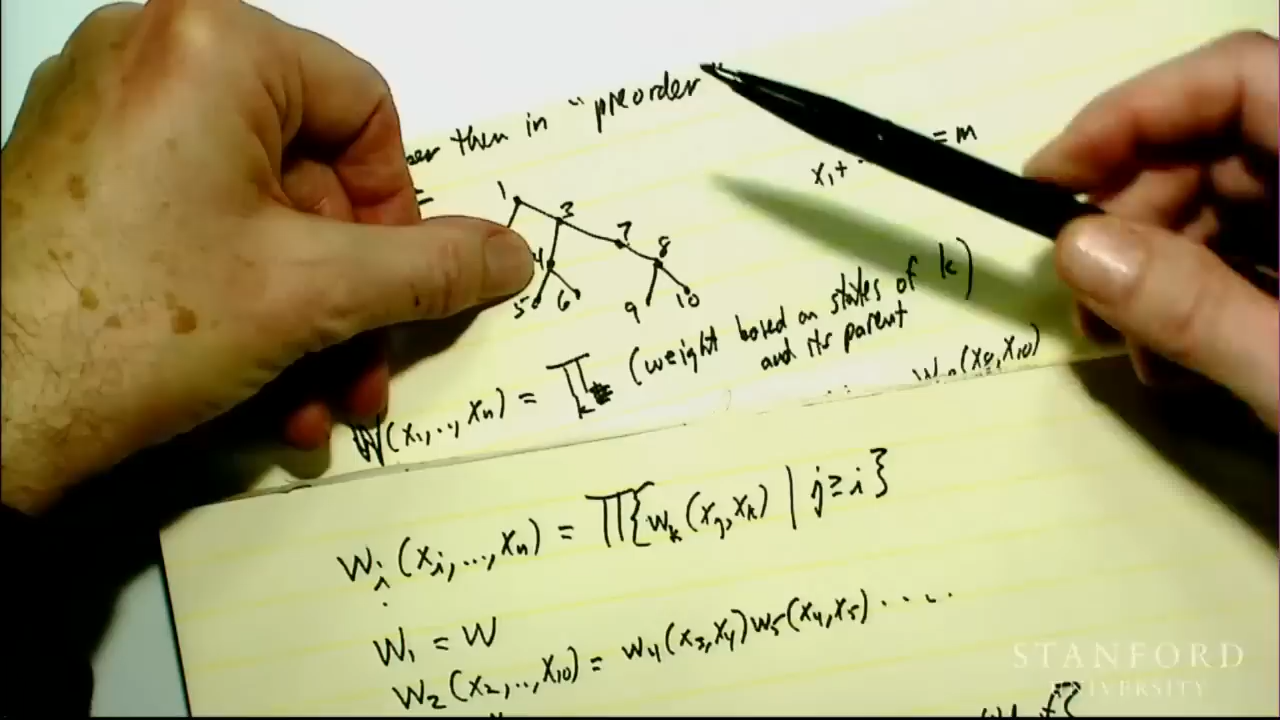 then in "preorder"
x₁+ = m
1 3
7
4 8
5 6 9 10
W(x₁,..,xₙ) = ∏ₖ (weight based on states of k)
and its parent
(x₈,x₁₀)
Wᵢ(xᵢ,...,xₙ) = ∏{wₖ(xⱼ,xₖ) | j≥i}
W₁ = W
W₂(x₂,..,x₁₀) = w₄(x₃,x₄)w₅(x₄,x₅)....
STANFORD
UNIVERSITY